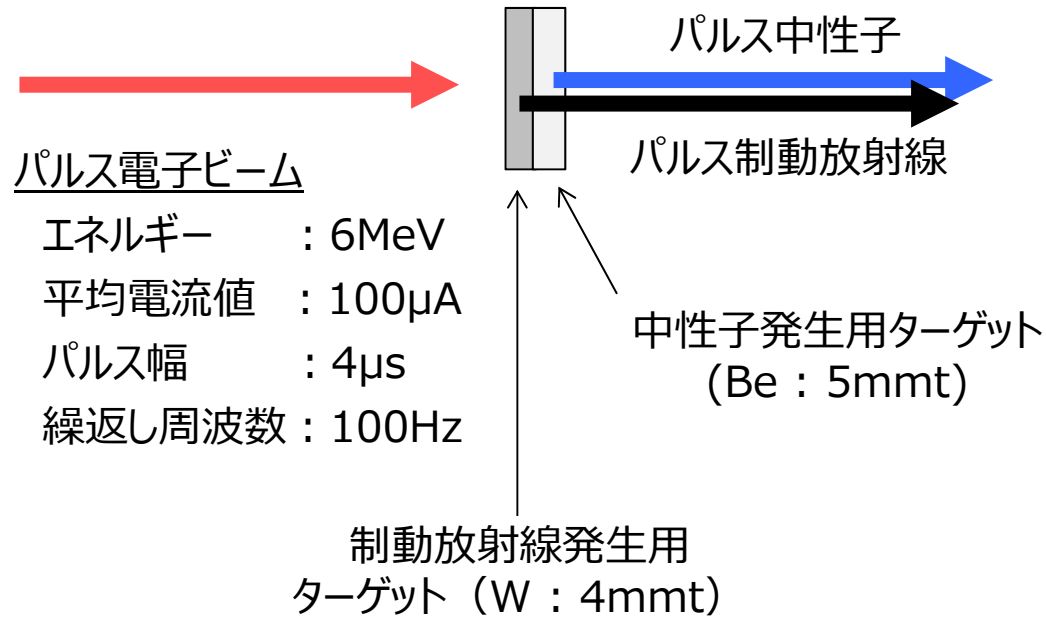 パルス中性子
パルス制動放射線
パルス電子ビーム
エネルギー : 6MeV
平均電流値 : 100μA
パルス幅 : 4μs
繰返し周波数 : 100Hz
中性子発生用ターゲット
(Be : 5mmt)
制動放射線発生用
ターゲット（W : 4mmt）